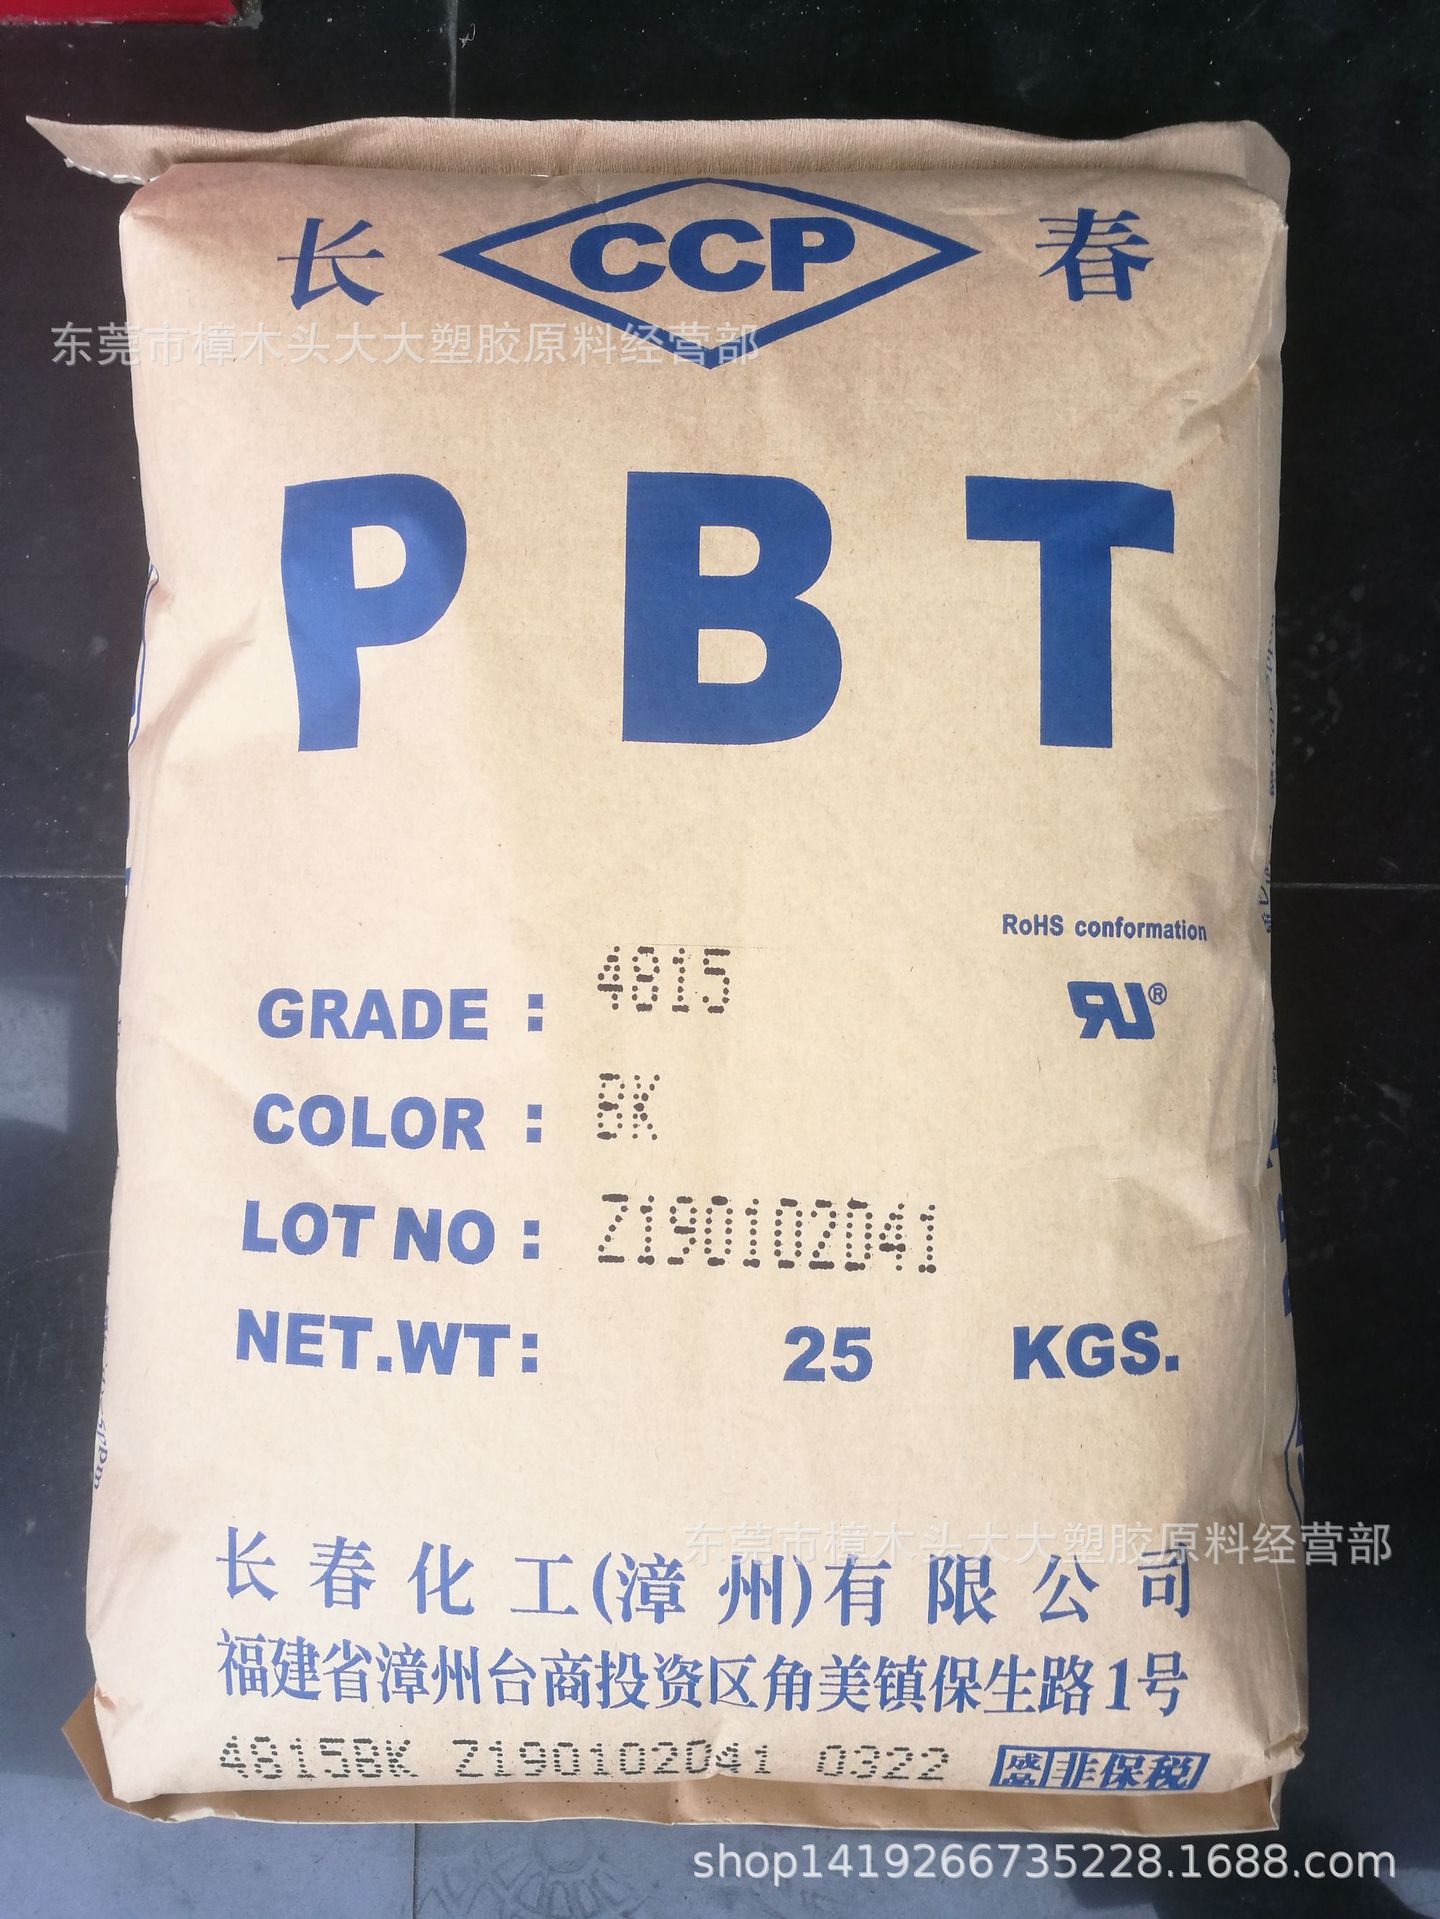 长 CCP 春
东莞市樟木头大大塑胶原料经营部
PBT
RoHS conformation
GRADE : 4815
RU®
COLOR : BK
LOT NO : Z190102041
NET.WT: 25 KGS.
东莞市樟木头大大塑胶原料经营部
长春化工(漳州)有限公司
福建省漳州台商投资区角美镇保生路1号
4815BK Z190102041 0322 盛 非保税
shop1419266735228.1688.com